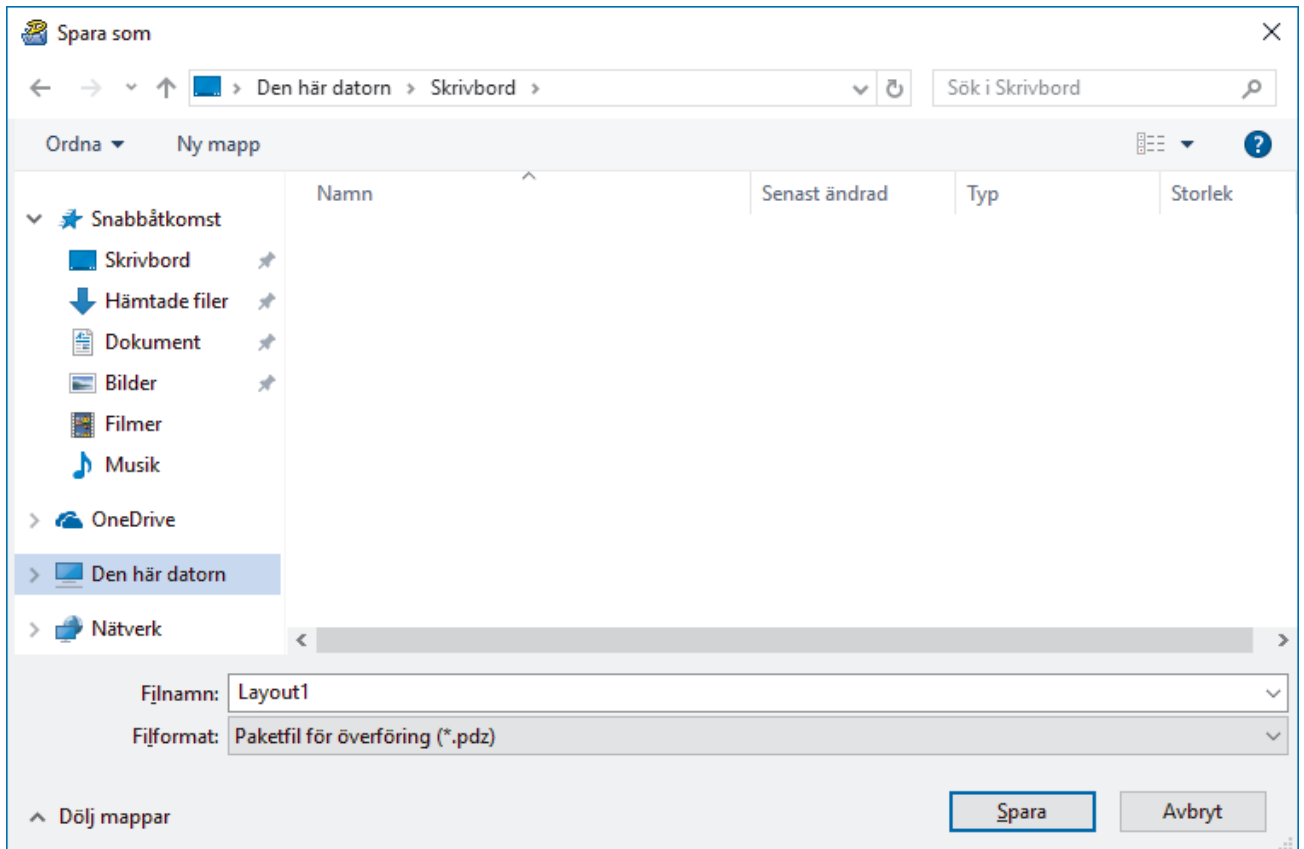 Spara som
Den här datorn > Skrivbord >
Sök i Skrivbord
Ordna
Ny mapp
Namn
Senast ändrad
Typ
Storlek
Snabbåtkomst
Skrivbord
Hämtade filer
Dokument
Bilder
Filmer
Musik
OneDrive
Den här datorn
Nätverk
Filnamn: Layout1
Filformat: Paketfil för överföring (*.pdz)
Dölj mappar
Spara
Avbryt